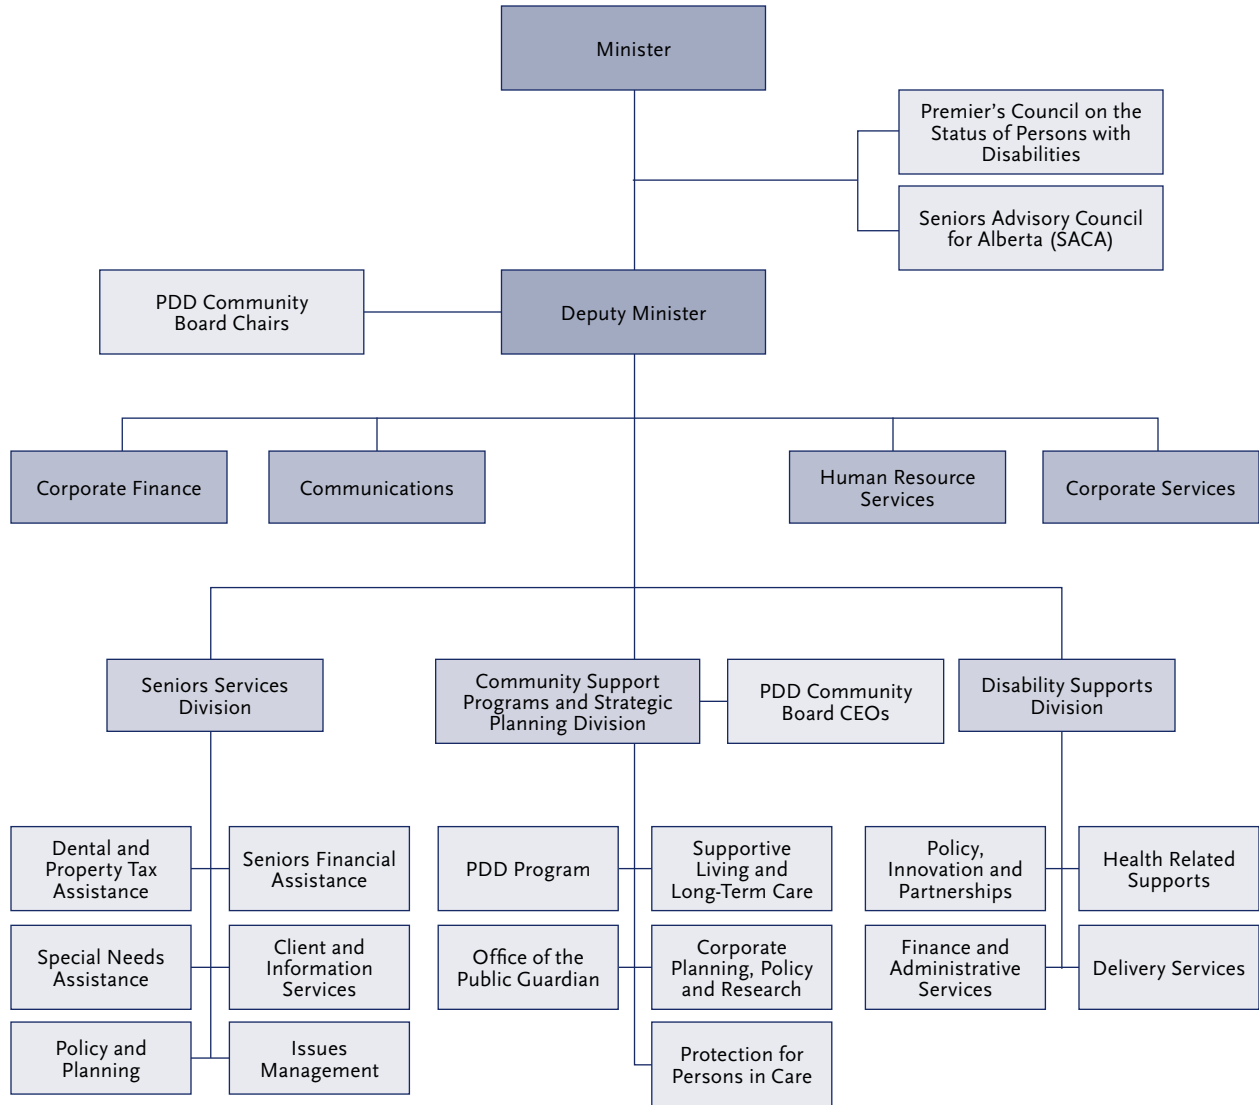 Minister
Premier’s Council on the
Status of Persons with
Disabilities
Seniors Advisory Council
for Alberta (SACA)
PDD Community
Board Chairs
Deputy Minister
Corporate Finance
Communications
Human Resource
Services
Corporate Services
Seniors Services
Division
Community Support
Programs and Strategic
Planning Division
PDD Community
Board CEOs
Disability Supports
Division
Dental and
Property Tax
Assistance
Seniors Financial
Assistance
PDD Program
Supportive
Living and
Long-Term Care
Policy,
Innovation and
Partnerships
Health Related
Supports
Special Needs
Assistance
Client and
Information
Services
Office of the
Public Guardian
Corporate
Planning, Policy
and Research
Finance and
Administrative
Services
Delivery Services
Policy and
Planning
Issues
Management
Protection for
Persons in Care